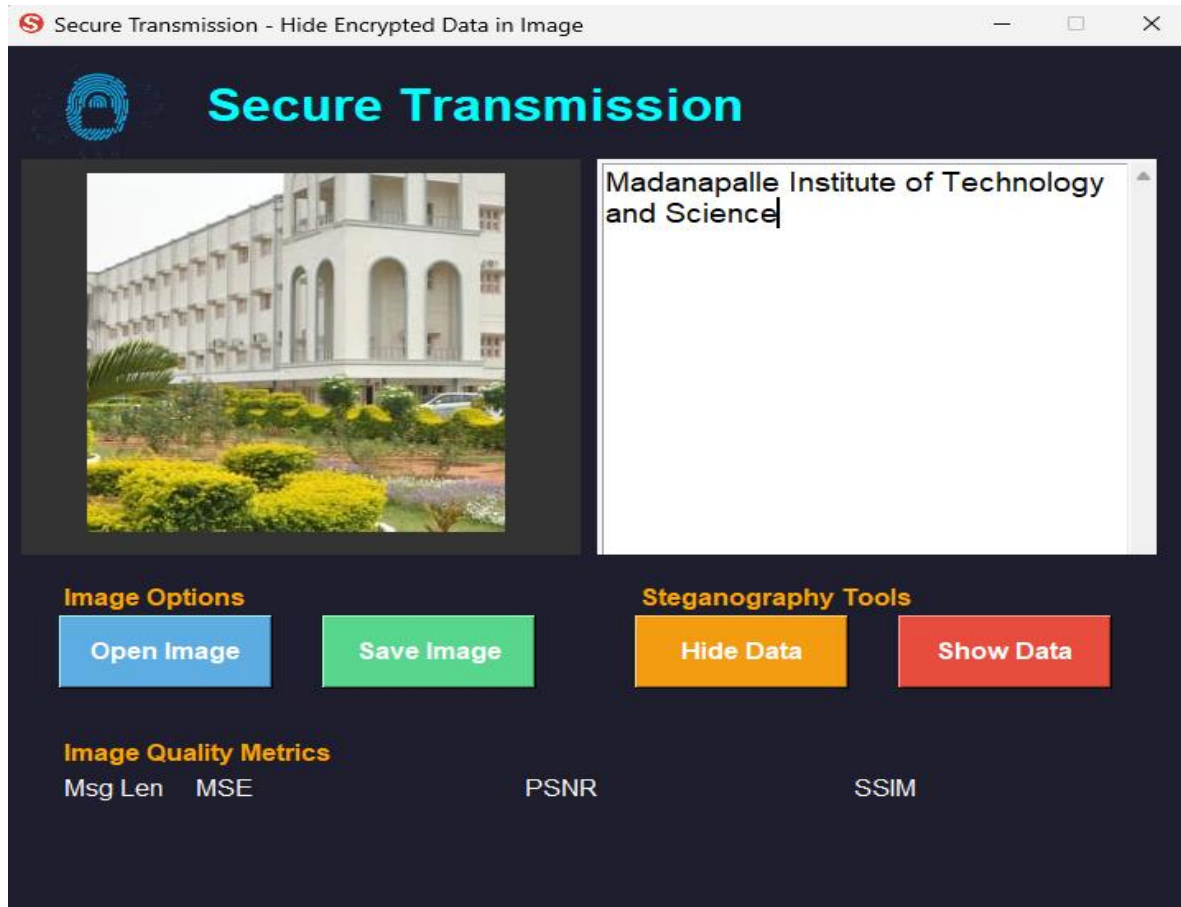 Secure Transmission - Hide Encrypted Data in Image
Secure Transmission
Madanapalle Institute of Technology
and Science
Image Options
Steganography Tools
Open Image
Save Image
Hide Data
Show Data
Image Quality Metrics
Msg Len MSE PSNR SSIM